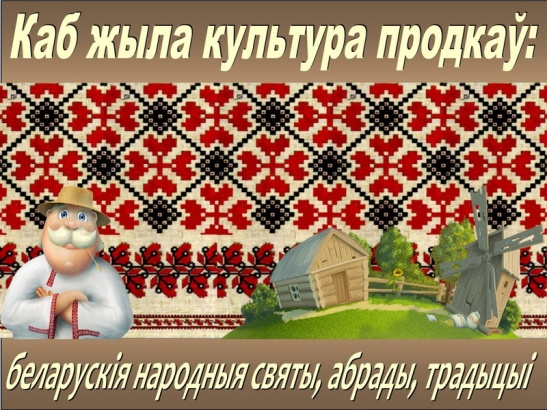 Каб жыла культура продкаў:
беларускія народныя святы, абрады, традыцыі